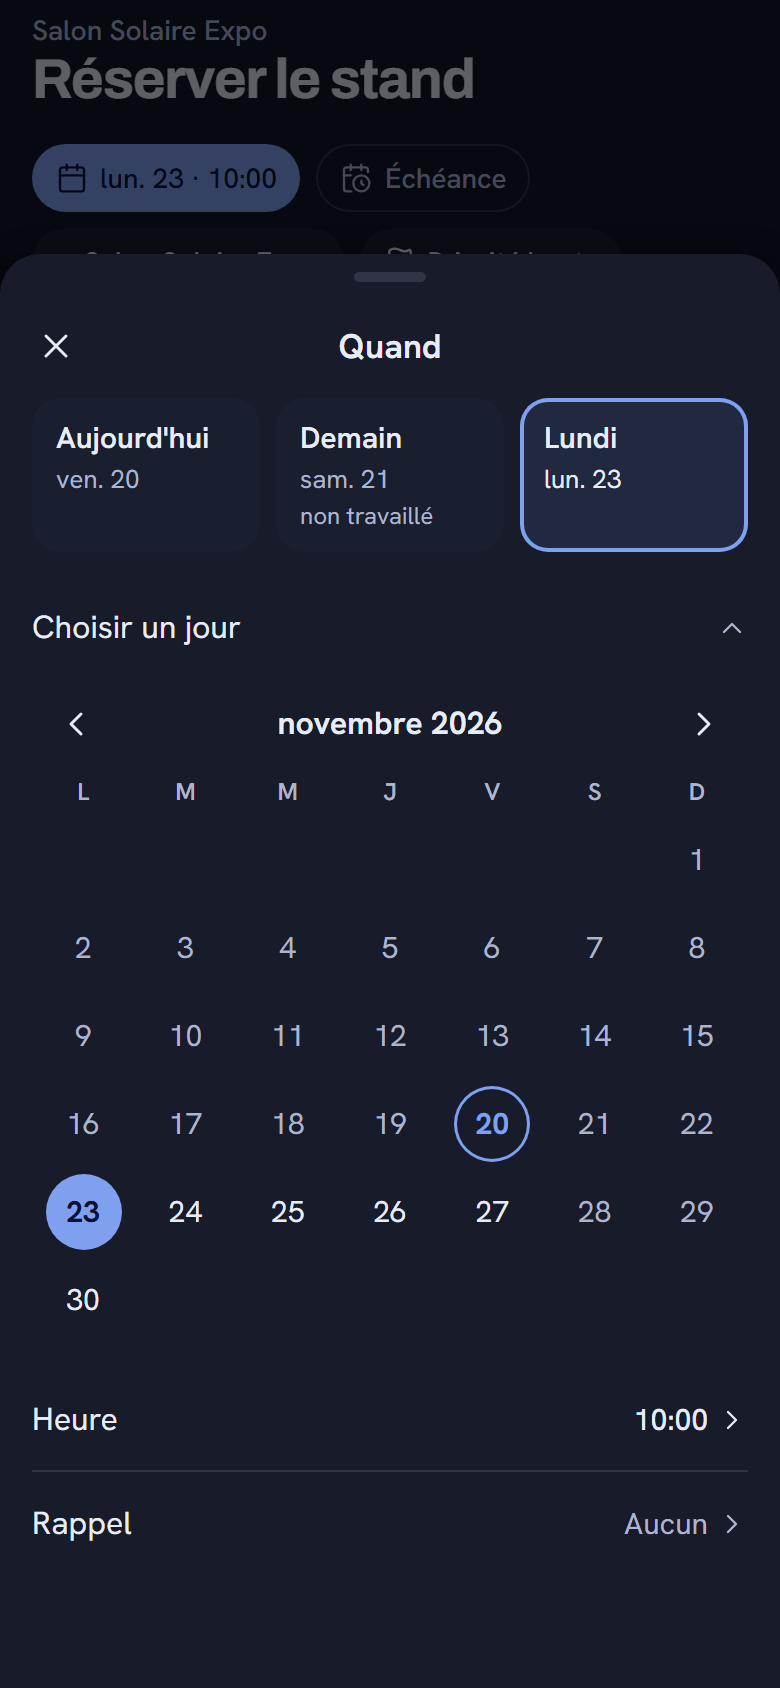 Salon Solaire Expo
Réserver le stand
lun. 23 · 10:00
Échéance
Quand
Aujourd'hui
ven. 20
Demain
sam. 21
non travaillé
Lundi
lun. 23
Choisir un jour
novembre 2026
L M M J V S D
1
2 3 4 5 6 7 8
9 10 11 12 13 14 15
16 17 18 19 20 21 22
23 24 25 26 27 28 29
30
Heure 10:00
Rappel Aucun